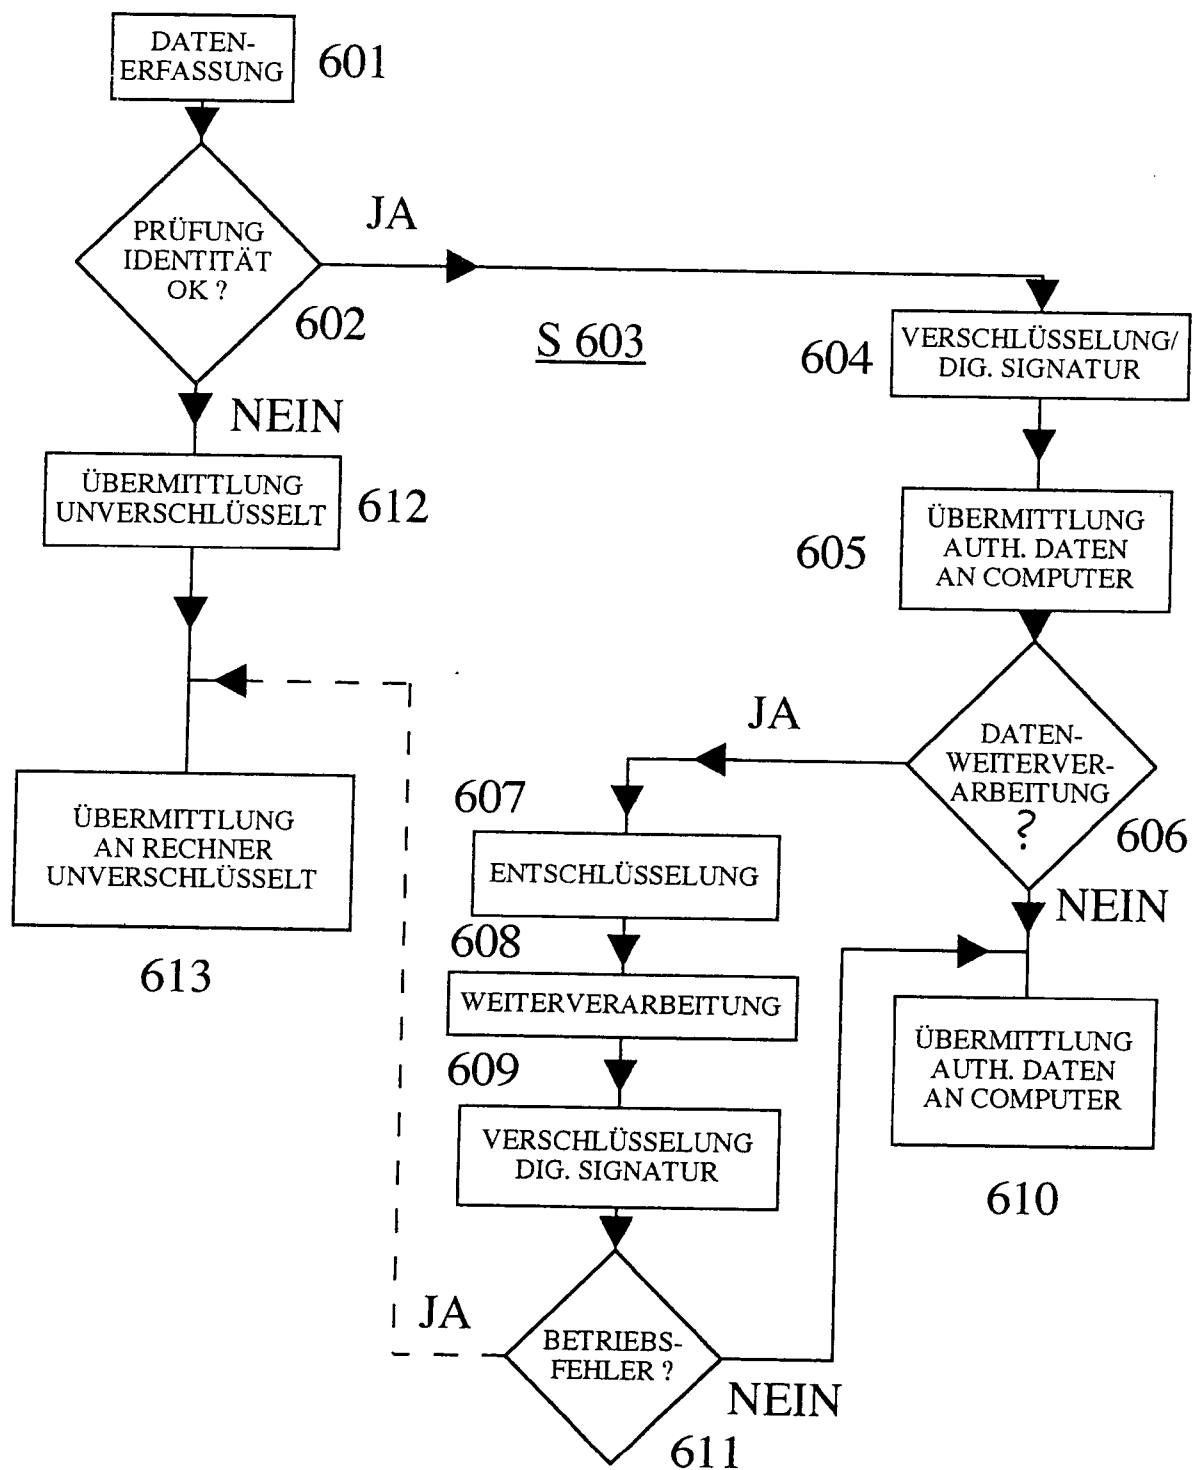 DATEN-
ERFASSUNG
601
PRÜFUNG
IDENTITÄT
OK ?
602
JA
S 603
604
VERSCHLÜSSELUNG/
DIG. SIGNATUR
NEIN
ÜBERMITTLUNG
UNVERSCHLÜSSELT
612
605
ÜBERMITTLUNG
AUTH. DATEN
AN COMPUTER
JA
DATEN-
WEITERVER-
ARBEITUNG
?
606
NEIN
607
ENTSCHLÜSSELUNG
ÜBERMITTLUNG
AN RECHNER
UNVERSCHLÜSSELT
613
608
WEITERVERARBEITUNG
609
VERSCHLÜSSELUNG
DIG. SIGNATUR
ÜBERMITTLUNG
AUTH. DATEN
AN COMPUTER
610
JA
BETRIEBS-
FEHLER ?
NEIN
611